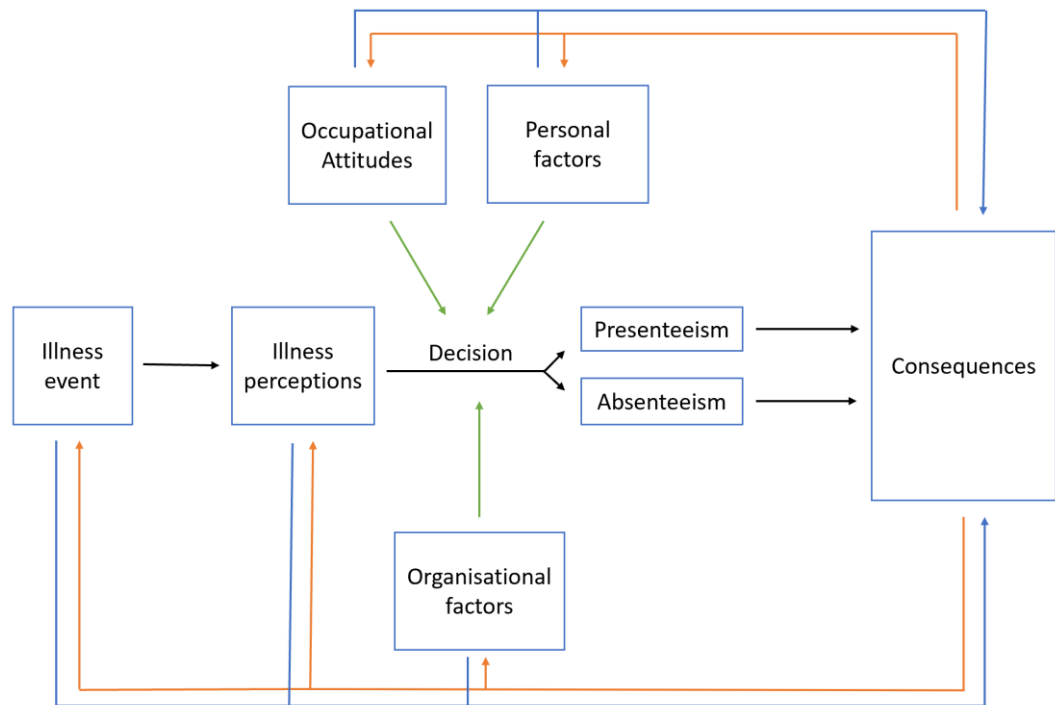 Occupational
Attitudes
Personal
factors
Illness
event
Illness
perceptions
Decision
Presenteeism
Absenteeism
Consequences
Organisational
factors